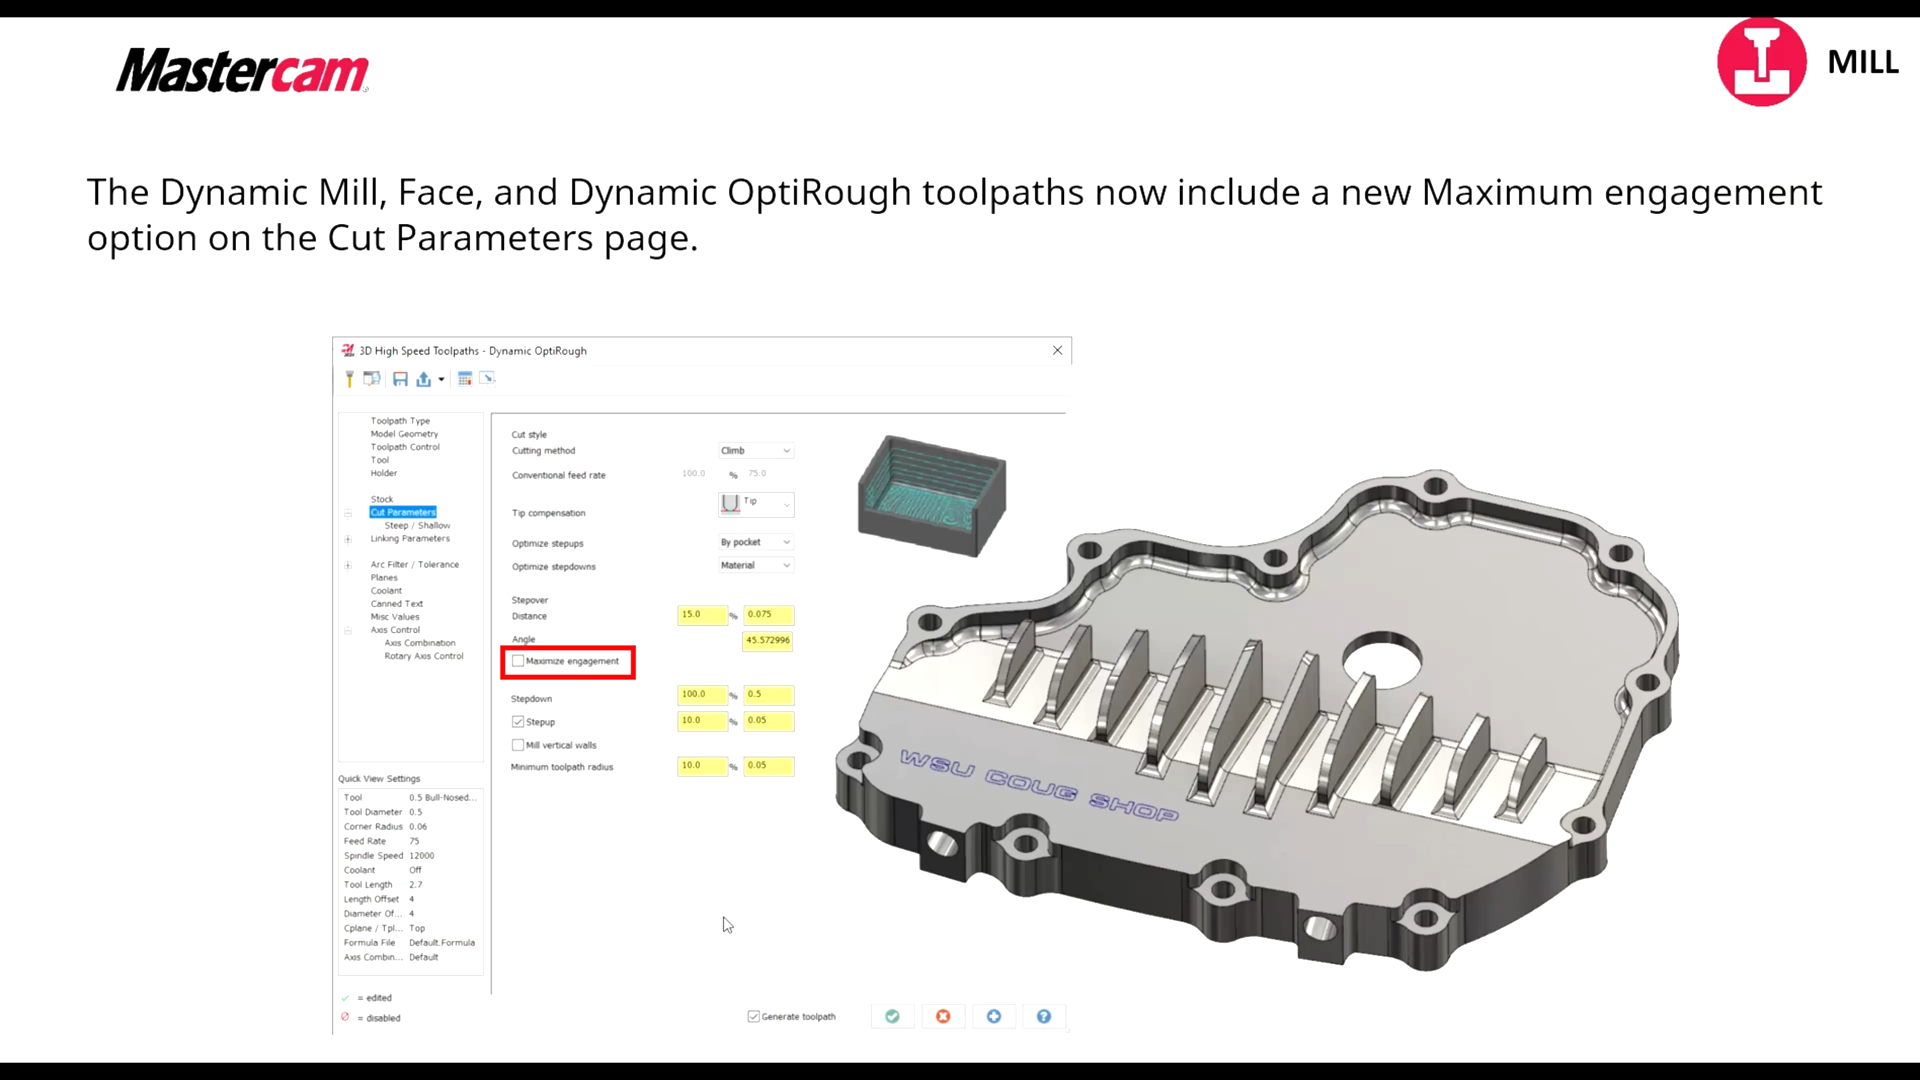 Mastercam
MILL
The Dynamic Mill, Face, and Dynamic OptiRough toolpaths now include a new Maximum engagement
option on the Cut Parameters page.
3D High Speed Toolpaths - Dynamic OptiRough
Toolpath Type
Model Geometry
Toolpath Control
Tool
Holder
Stock
Cut Parameters
Steep / Shallow
Linking Parameters
Arc Filter / Tolerance
Planes
Coolant
Canned Text
Misc Values
Axis Control
Axis Combination
Rotary Axis Control
Cut style
Cutting method Climb
Conventional feed rate 100.0 % 75.0
Tip compensation Tip
Optimize stepups By pocket
Optimize stepdowns Material
Stepover
Distance 15.0 % 0.075
Angle 45.572996
Maximize engagement
Stepdown 100.0 % 0.5
Stepup 10.0 % 0.05
Mill vertical walls
Minimum toolpath radius 10.0 % 0.05
Quick View Settings
Tool 0.5 Bull-Nosed...
Tool Diameter 0.5
Corner Radius 0.06
Feed Rate 75
Spindle Speed 12000
Coolant Off
Tool Length 2.7
Length Offset 4
Diameter Of... 4
Cplane / Tpl... Top
Formula File Default.Formula
Axis Combin... Default
= edited
= disabled
Generate toolpath
WSU COUG SHOP